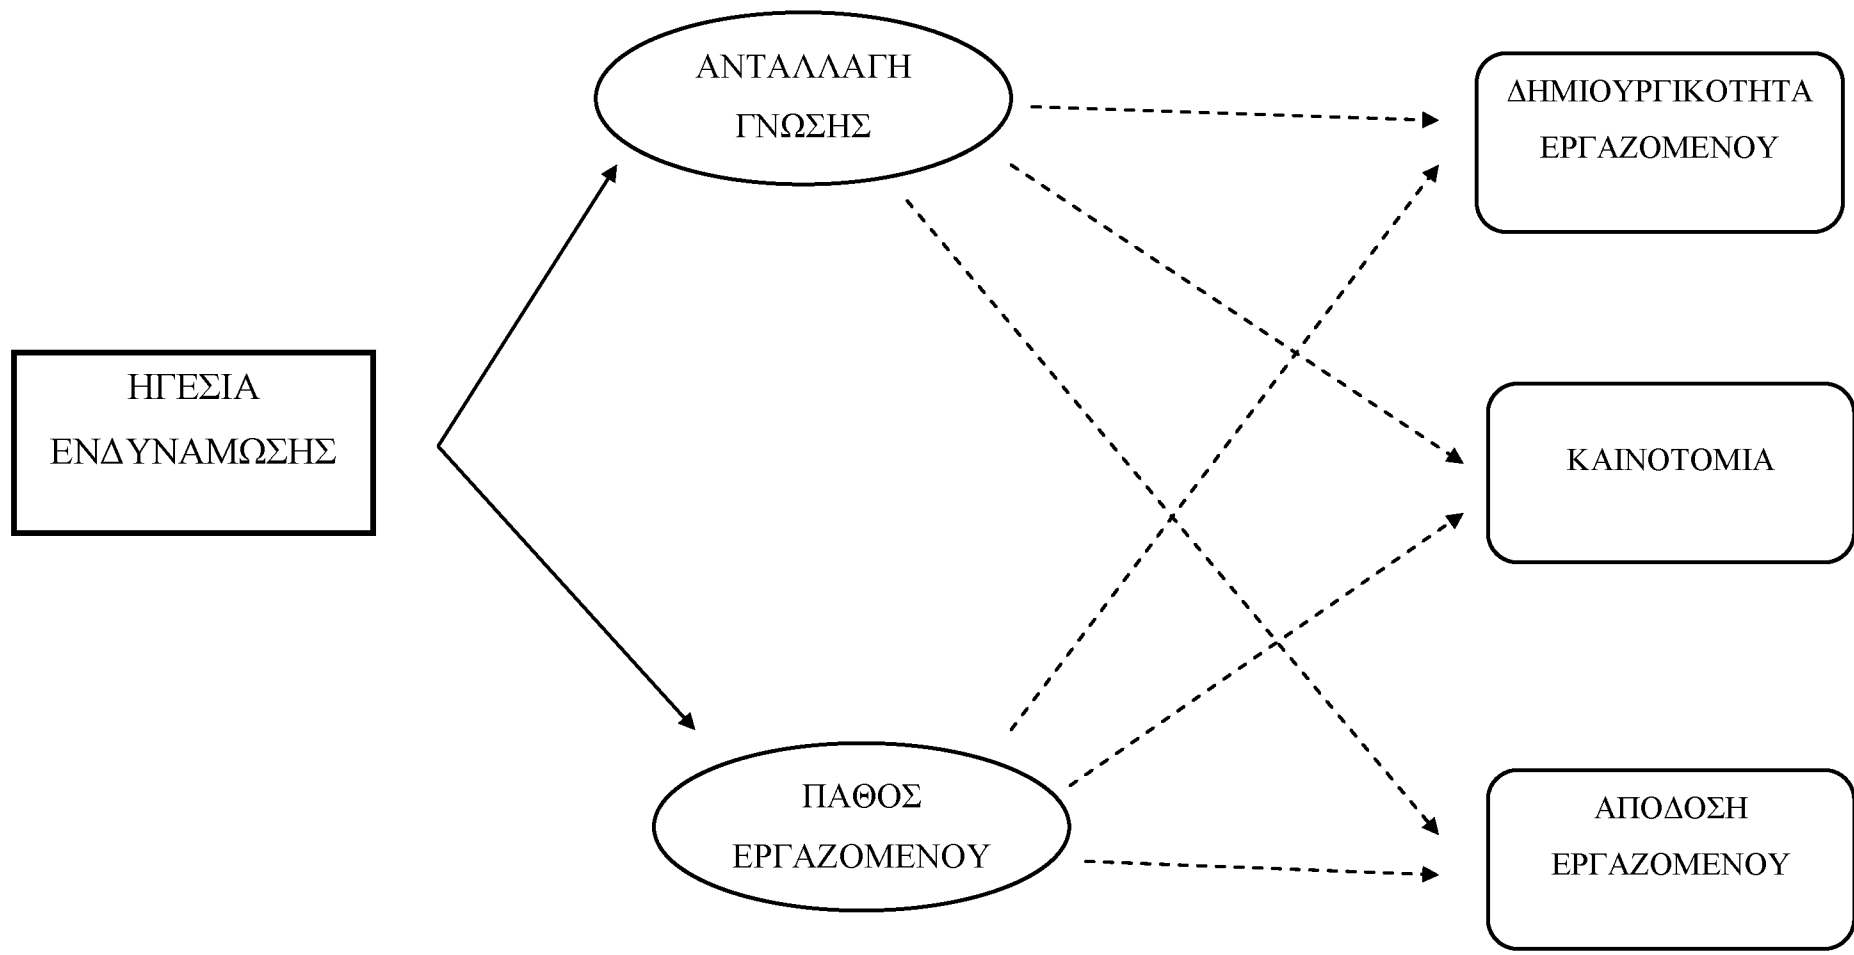 ΑΝΤΑΛΛΑΓΗ
ΓΝΩΣΗΣ
ΔΗΜΙΟΥΡΓΙΚΟΤΗΤΑ
ΕΡΓΑΖΟΜΕΝΟΥ
ΗΓΕΣΙΑ
ΕΝΔΥΝΑΜΩΣΗΣ
ΚΑΙΝΟΤΟΜΙΑ
ΠΑΘΟΣ
ΕΡΓΑΖΟΜΕΝΟΥ
ΑΠΟΔΟΣΗ
ΕΡΓΑΖΟΜΕΝΟΥ